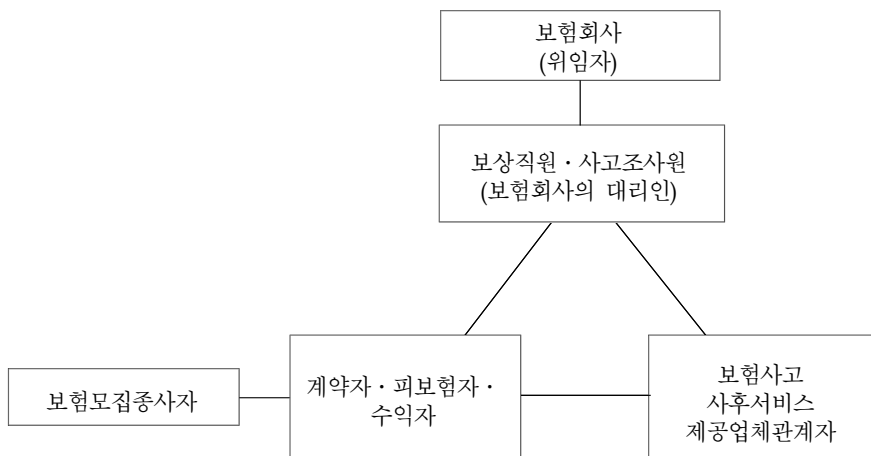 보험회사
(위임자)
보상직원・사고조사원
(보험회사의 대리인)
보험모집종사자
계약자・피보험자・
수익자
보험사고
사후서비스
제공업체관계자